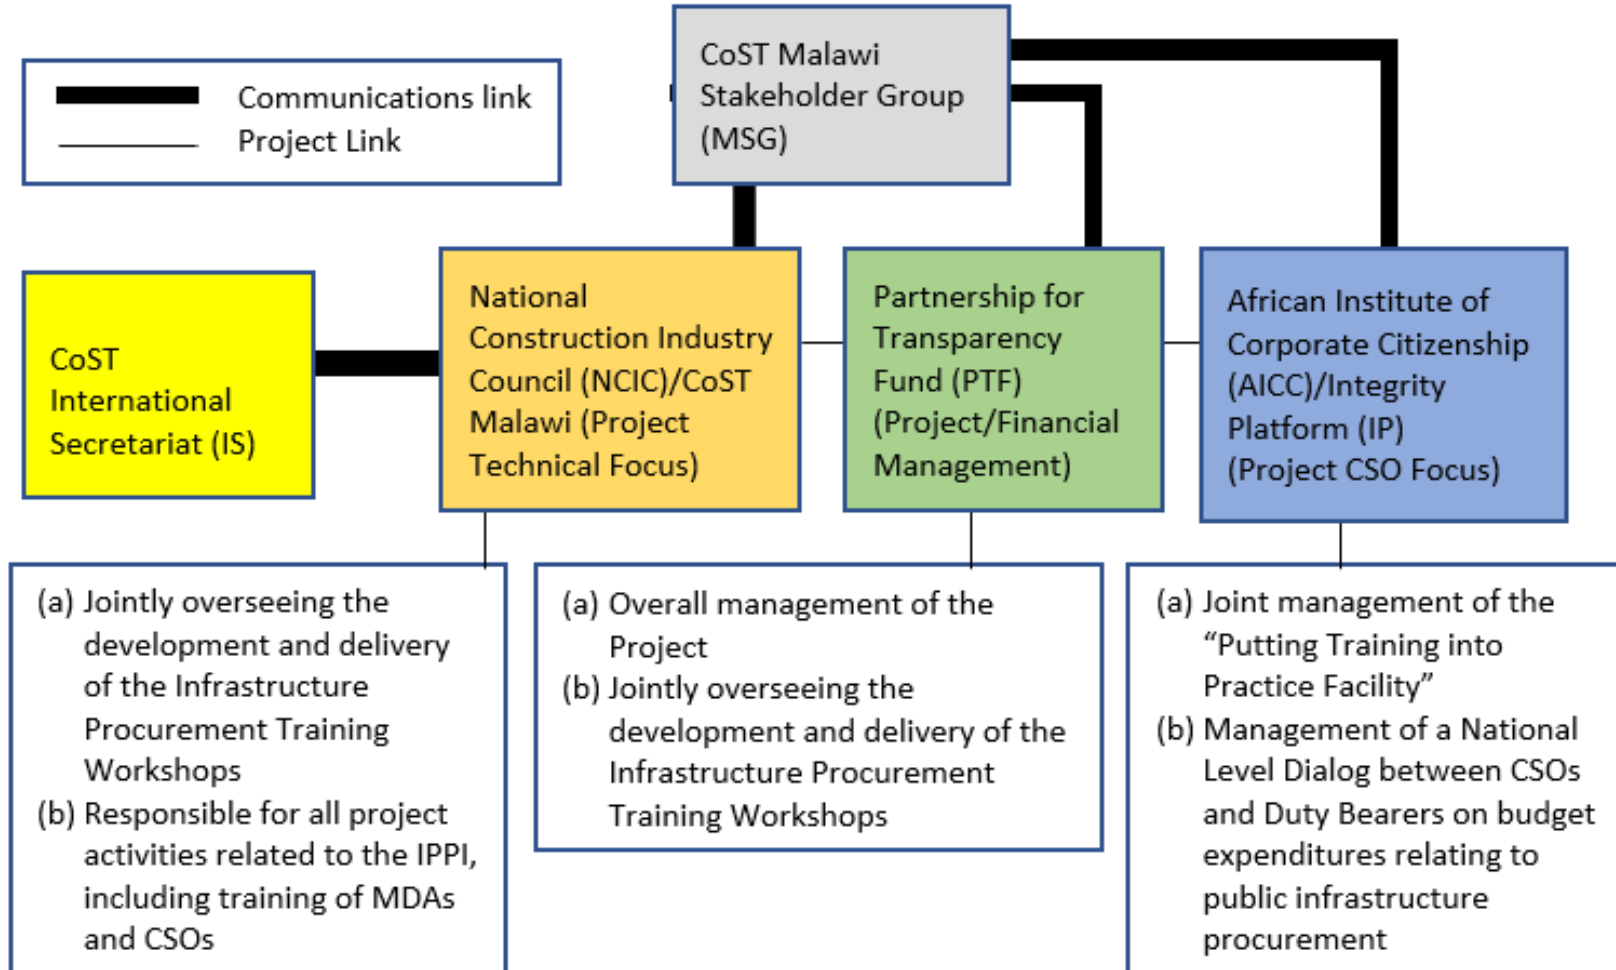 CoST Malawi
Stakeholder Group
(MSG)
Communications link
Project Link
CoST
International
Secretariat (IS)
National
Construction Industry
Council (NCIC)/CoST
Malawi (Project
Technical Focus)
Partnership for
Transparency
Fund (PTF)
(Project/Financial
Management)
African Institute of
Corporate Citizenship
(AICC)/Integrity
Platform (IP)
(Project CSO Focus)
(a) Jointly overseeing the
development and delivery
of the Infrastructure
Procurement Training
Workshops
(b) Responsible for all project
activities related to the IPPI,
including training of MDAs
and CSOs
(a) Overall management of the
Project
(b) Jointly overseeing the
development and delivery of the
Infrastructure Procurement
Training Workshops
(a) Joint management of the
“Putting Training into
Practice Facility”
(b) Management of a National
Level Dialog between CSOs
and Duty Bearers on budget
expenditures relating to
public infrastructure
procurement